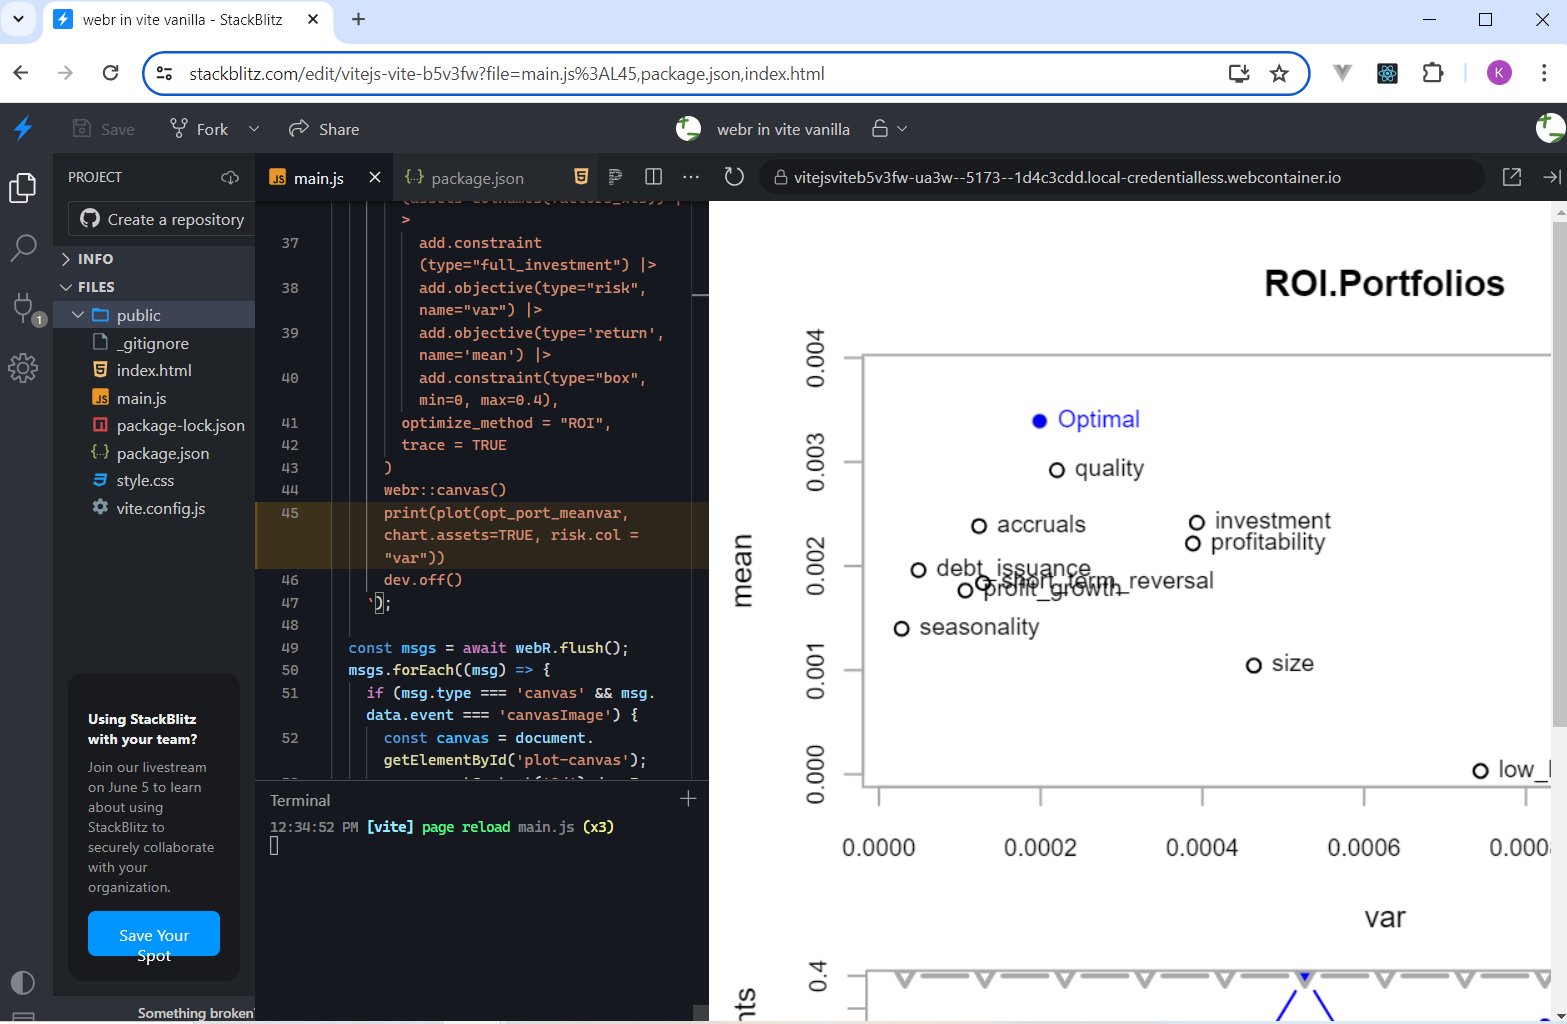 webr in vite vanilla - StackBlitz
stackblitz.com/edit/vitejs-vite-b5v3fw?file=main.js%3AL45,package.json,index.html
K
Save
Fork
Share
webr in vite vanilla
PROJECT
main.js
package.json
vitejsviteb5v3fw-ua3w--5173--1d4c3cdd.local-credentialless.webcontainer.io
Create a repository
INFO
FILES
public
_gitignore
index.html
main.js
package-lock.json
package.json
style.css
vite.config.js
1
Using StackBlitz
with your team?
Join our livestream
on June 5 to learn
about using
StackBlitz to
securely collaborate
with your
organization.
Save Your
Spot
Something broken?
>
37 add.constraint
(type="full_investment") |>
38 add.objective(type="risk",
name="var") |>
39 add.objective(type='return',
name='mean') |>
40 add.constraint(type="box",
min=0, max=0.4),
41 optimize_method = "ROI",
42 trace = TRUE
43 )
44 webr::canvas()
45 print(plot(opt_port_meanvar,
chart.assets=TRUE, risk.col =
"var"))
46 dev.off()
47 `);
48
49 const msgs = await webR.flush();
50 msgs.forEach((msg) => {
51 if (msg.type === 'canvas' && msg.
data.event === 'canvasImage') {
52 const canvas = document.
getElementById('plot-canvas');
Terminal
12:34:52 PM [vite] page reload main.js (x3)
ROI.Portfolios
mean
0.004
0.003
0.002
0.001
0.000
Optimal
quality
accruals
investment
profitability
debt_issuance
short_term_reversal
profit_growth
seasonality
size
low_
0.0000 0.0002 0.0004 0.0006 0.000
var
0.4
nts